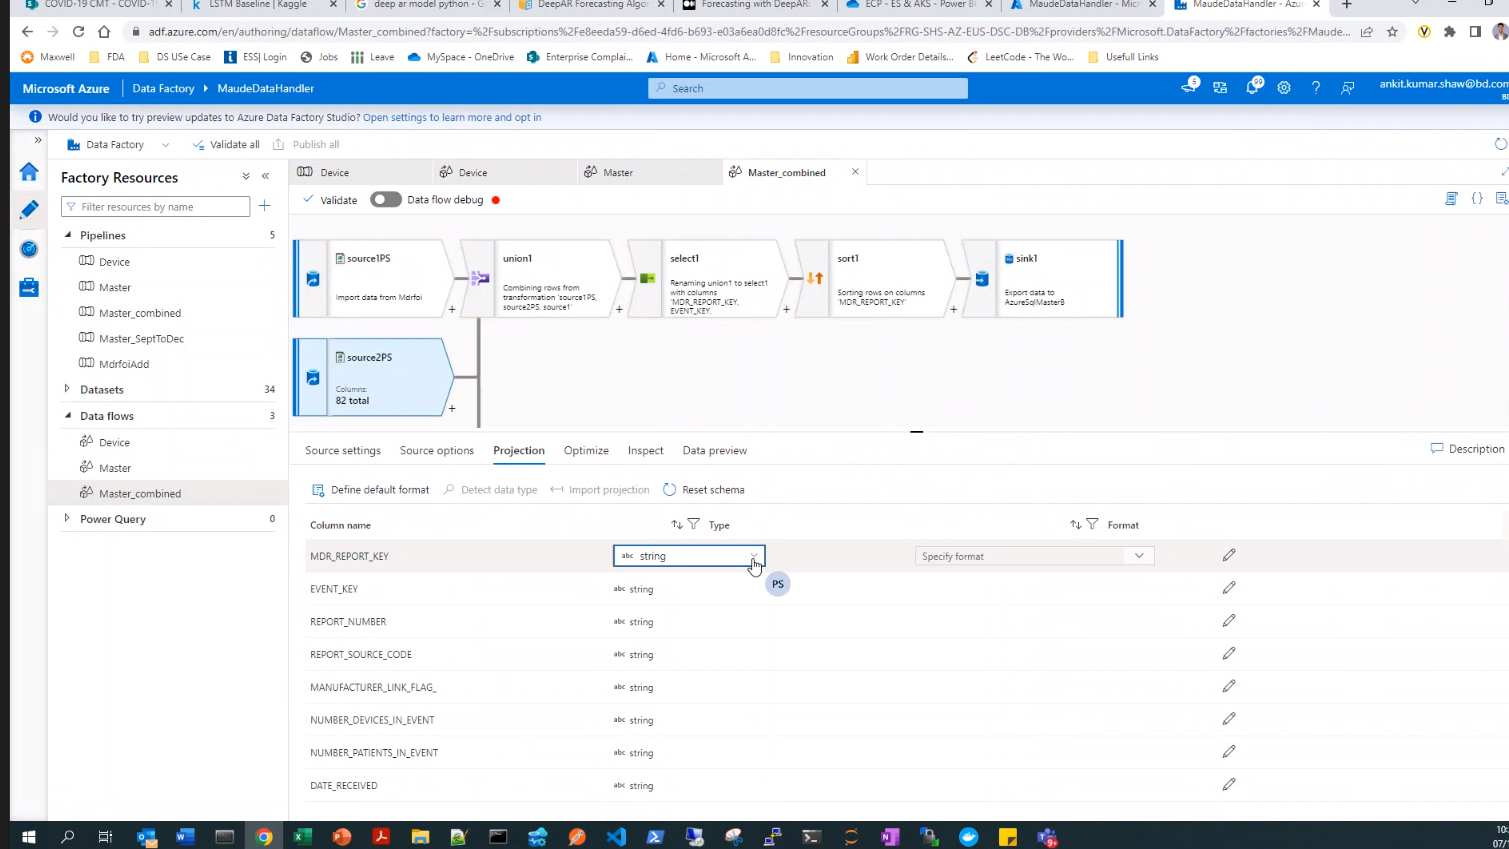 COVID-19 CMT - COVID-19
LSTM Baseline | Kaggle
deep ar model python - Go
DeepAR Forecasting Algo
Forecasting with DeepAR
ECP - ES & AKS - Power B
MaudeDataHandler - Micr
MaudeDataHandler - Azu
adf.azure.com/en/authoring/dataflow/Master_combined?factory=%2Fsubscriptions%2Fe8eeda59-d6ed-4fd6-b693-e03a6ea0d8fc%2FresourceGroups%2FRG-SHS-AZ-EUS-DSC-DB%2Fproviders%2FMicrosoft.DataFactory%2Ffactories%2FMaude...
Maxwell
FDA
DS USe Case
ESS| Login
Jobs
Leave
MySpace - OneDrive
Enterprise Complai...
Home - Microsoft A...
Innovation
Work Order Details...
LeetCode - The Wo...
Useful Links
Microsoft Azure
Data Factory
MaudeDataHandler
Search
5
99
ankit.kumar.shaw@bd.com
Would you like to try preview updates to Azure Data Factory Studio? Open settings to learn more and opt in
Data Factory
Validate all
Publish all
Factory Resources
Filter resources by name
Pipelines 5
Device
Master
Master_combined
Master_SeptToDec
MdrfoiAdd
Datasets 34
Data flows 3
Device
Master
Master_combined
Power Query 0
Device
Device
Master
Master_combined
Validate
Data flow debug
source1PS
Import data from Mdrfoi
union1
Combining rows from
transformation 'source1PS,
source2PS, source1'
select1
Renaming union1 to select1
with columns
'MDR_REPORT_KEY,
EVENT_KEY,
sort1
Sorting rows on columns
'MDR_REPORT_KEY'
sink1
Export data to
AzureSqlMaster8
source2PS
Columns:
82 total
Source settings
Source options
Projection
Optimize
Inspect
Data preview
Description
Define default format
Detect data type
Import projection
Reset schema
Column name
Type
Format
MDR_REPORT_KEY
abc string
Specify format
PS
EVENT_KEY
abc string
REPORT_NUMBER
abc string
REPORT_SOURCE_CODE
abc string
MANUFACTURER_LINK_FLAG_
abc string
NUMBER_DEVICES_IN_EVENT
abc string
NUMBER_PATIENTS_IN_EVENT
abc string
DATE_RECEIVED
abc string